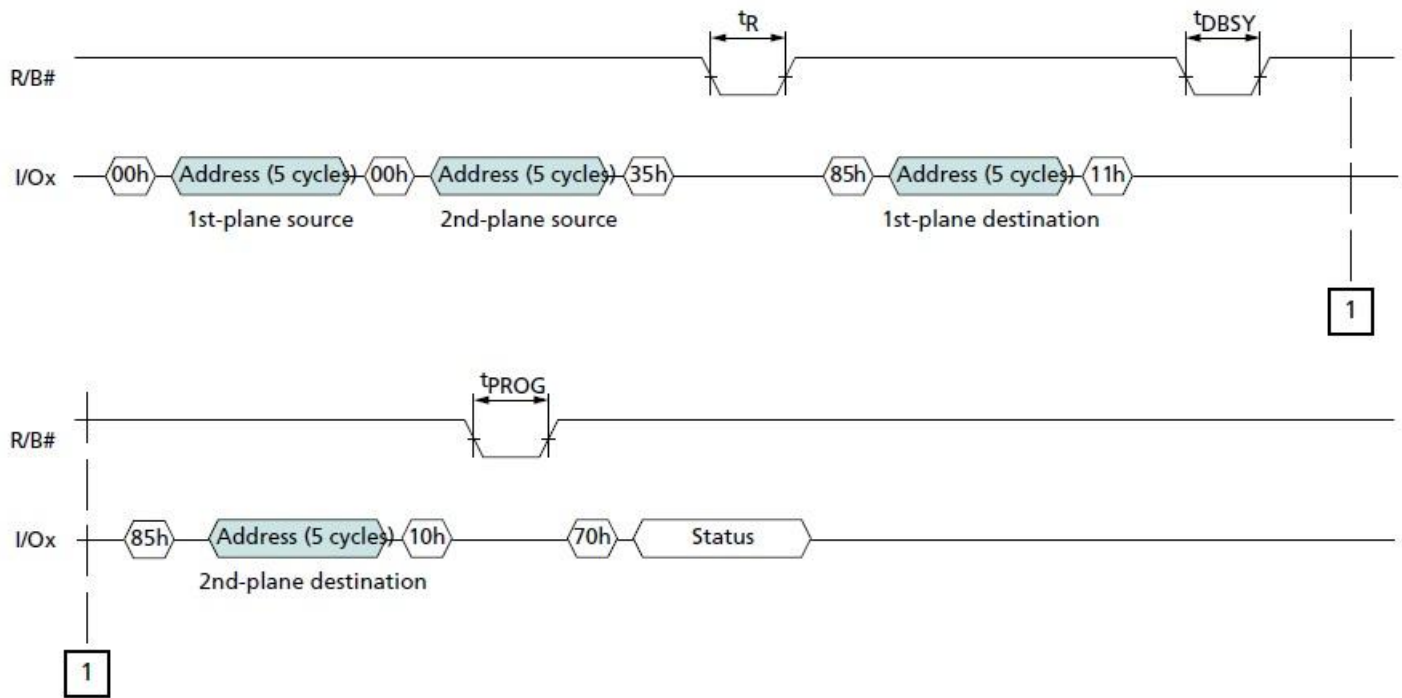 tR tDBSY
R/B#
I/Ox 00h Address (5 cycles) 00h Address (5 cycles) 35h 85h Address (5 cycles) 11h
1st-plane source 2nd-plane source 1st-plane destination
1
tPROG
R/B#
I/Ox 85h Address (5 cycles) 10h 70h Status
2nd-plane destination
1